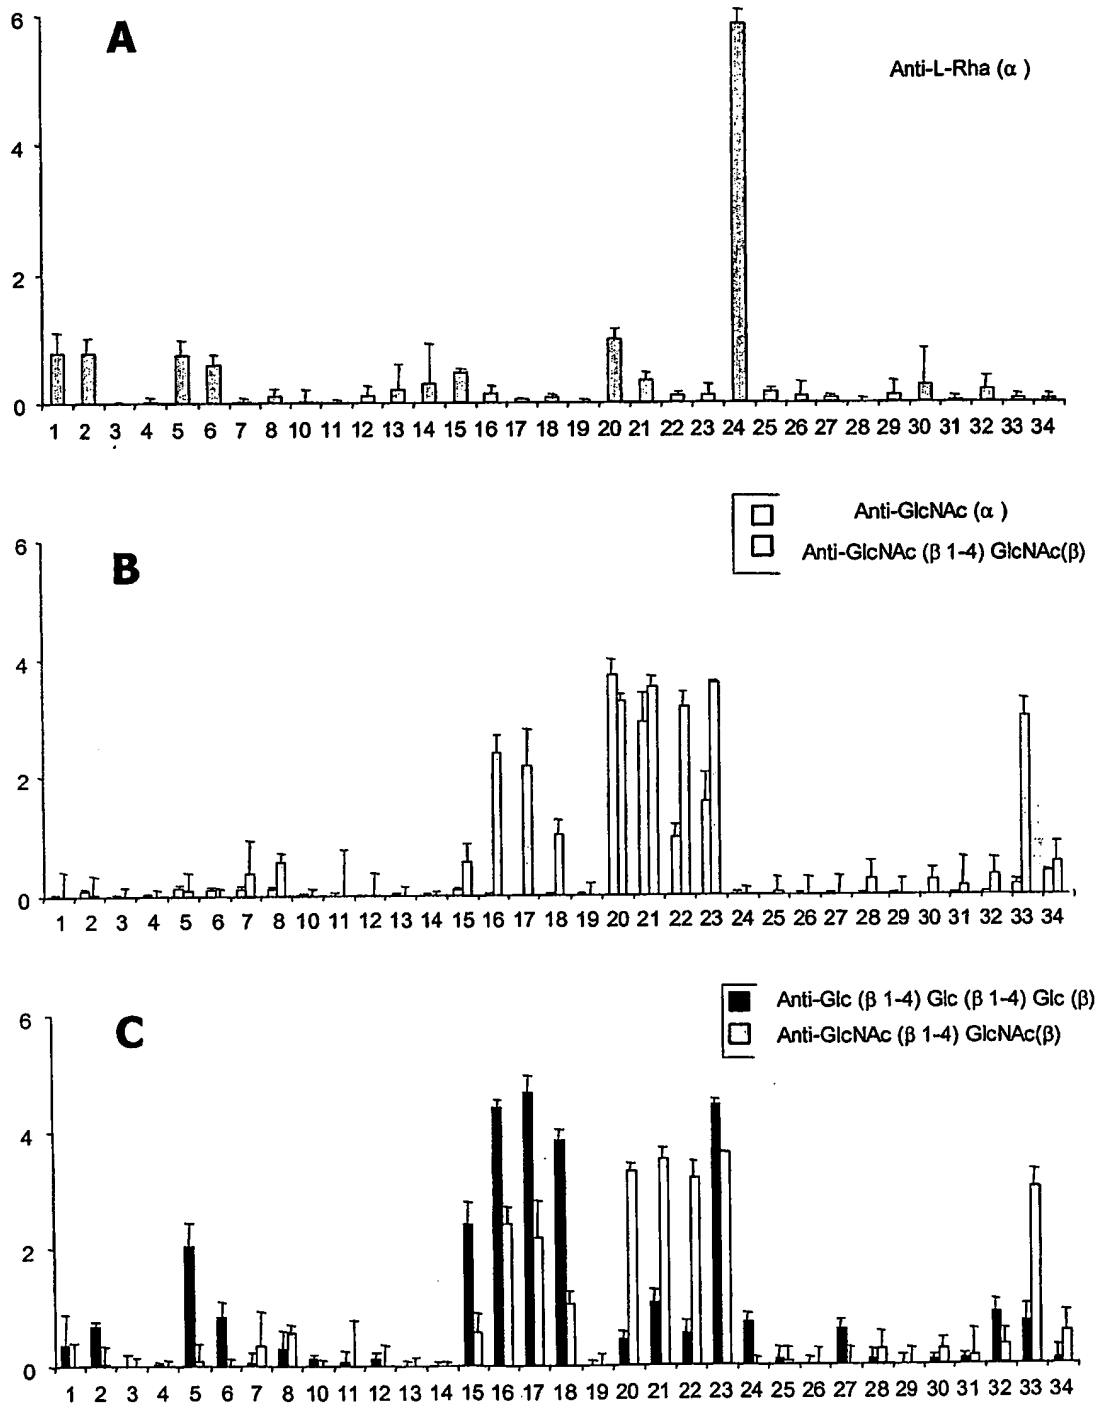 6
A
Anti-L-Rha (α )
4
2
0
1 2 3 4 5 6 7 8 10 11 12 13 14 15 16 17 18 19 20 21 22 23 24 25 26 27 28 29 30 31 32 33 34
Anti-GlcNAc (α )
Anti-GlcNAc (β 1-4) GlcNAc(β)
6
B
4
2
0
1 2 3 4 5 6 7 8 10 11 12 13 14 15 16 17 18 19 20 21 22 23 24 25 26 27 28 29 30 31 32 33 34
Anti-Glc (β 1-4) Glc (β 1-4) Glc (β)
Anti-GlcNAc (β 1-4) GlcNAc(β)
6
C
4
2
0
1 2 3 4 5 6 7 8 10 11 12 13 14 15 16 17 18 19 20 21 22 23 24 25 26 27 28 29 30 31 32 33 34